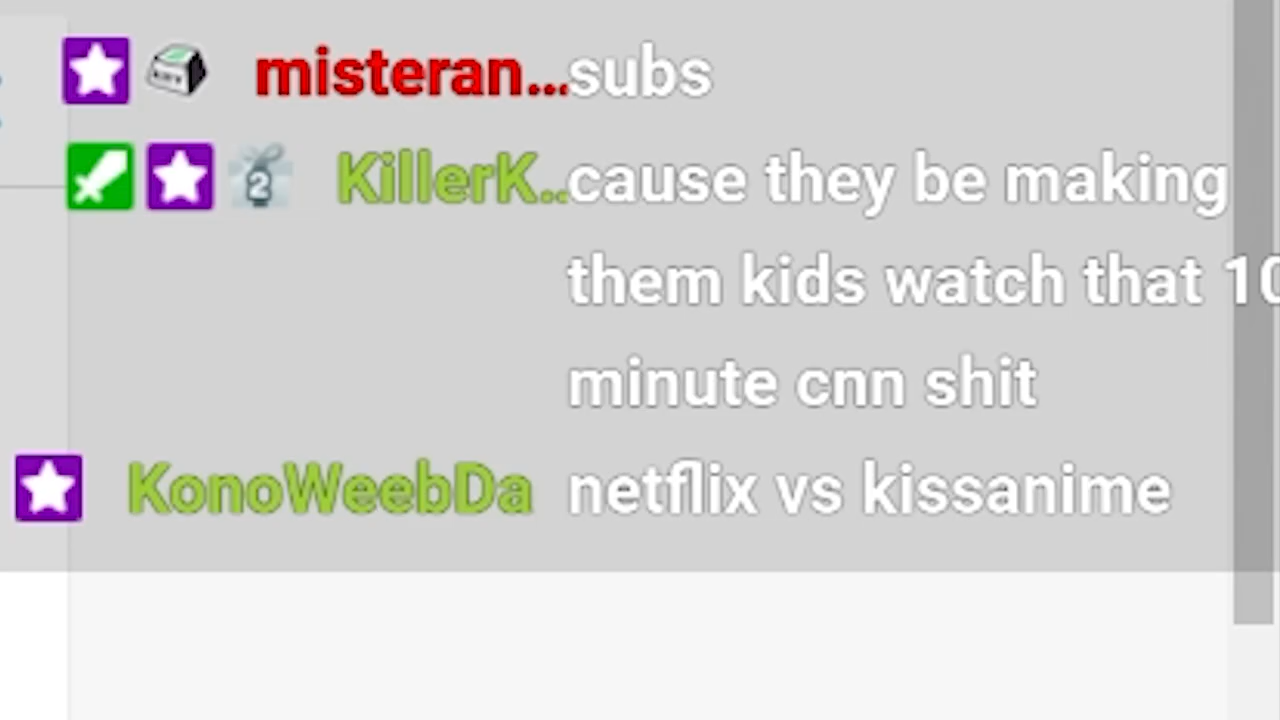 misteran... subs
KillerK.. cause they be making
them kids watch that 10
minute cnn shit
KonoWeebDa netflix vs kissanime